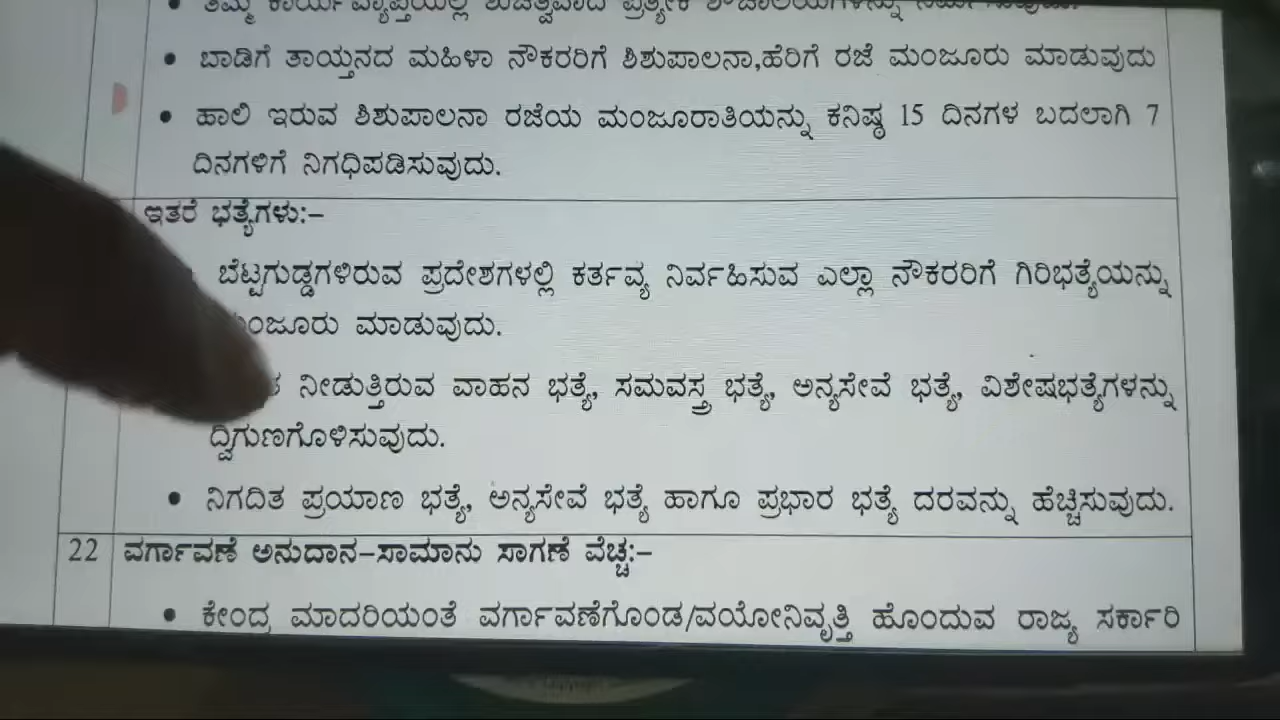 • ಬಾಡಿಗೆ ತಾಯ್ತನದ ಮಹಿಳಾ ನೌಕರರಿಗೆ ಶಿಶುಪಾಲನಾ,ಹೆರಿಗೆ ರಜೆ ಮಂಜೂರು ಮಾಡುವುದು
• ಹಾಲಿ ಇರುವ ಶಿಶುಪಾಲನಾ ರಜೆಯ ಮಂಜೂರಾತಿಯನ್ನು ಕನಿಷ್ಠ 15 ದಿನಗಳ ಬದಲಾಗಿ 7
ದಿನಗಳಿಗೆ ನಿಗಧಿಪಡಿಸುವುದು.
ಇತರೆ ಭತ್ಯೆಗಳು:–
ಬೆಟ್ಟಗುಡ್ಡಗಳಿರುವ ಪ್ರದೇಶಗಳಲ್ಲಿ ಕರ್ತವ್ಯ ನಿರ್ವಹಿಸುವ ಎಲ್ಲಾ ನೌಕರರಿಗೆ ಗಿರಿಭತ್ಯೆಯನ್ನು
ಮಂಜೂರು ಮಾಡುವುದು.
ನೀಡುತ್ತಿರುವ ವಾಹನ ಭತ್ಯೆ, ಸಮವಸ್ತ್ರ ಭತ್ಯೆ, ಅನ್ಯಸೇವೆ ಭತ್ಯೆ, ವಿಶೇಷಭತ್ಯೆಗಳನ್ನು
ದ್ವಿಗುಣಗೊಳಿಸುವುದು.
• ನಿಗದಿತ ಪ್ರಯಾಣ ಭತ್ಯೆ, ಅನ್ಯಸೇವೆ ಭತ್ಯೆ ಹಾಗೂ ಪ್ರಭಾರ ಭತ್ಯೆ ದರವನ್ನು ಹೆಚ್ಚಿಸುವುದು.
22 ವರ್ಗಾವಣೆ ಅನುದಾನ–ಸಾಮಾನು ಸಾಗಣೆ ವೆಚ್ಚ:–
• ಕೇಂದ್ರ ಮಾದರಿಯಂತೆ ವರ್ಗಾವಣೆಗೊಂಡ/ವಯೋನಿವೃತ್ತಿ ಹೊಂದುವ ರಾಜ್ಯ ಸರ್ಕಾರಿ